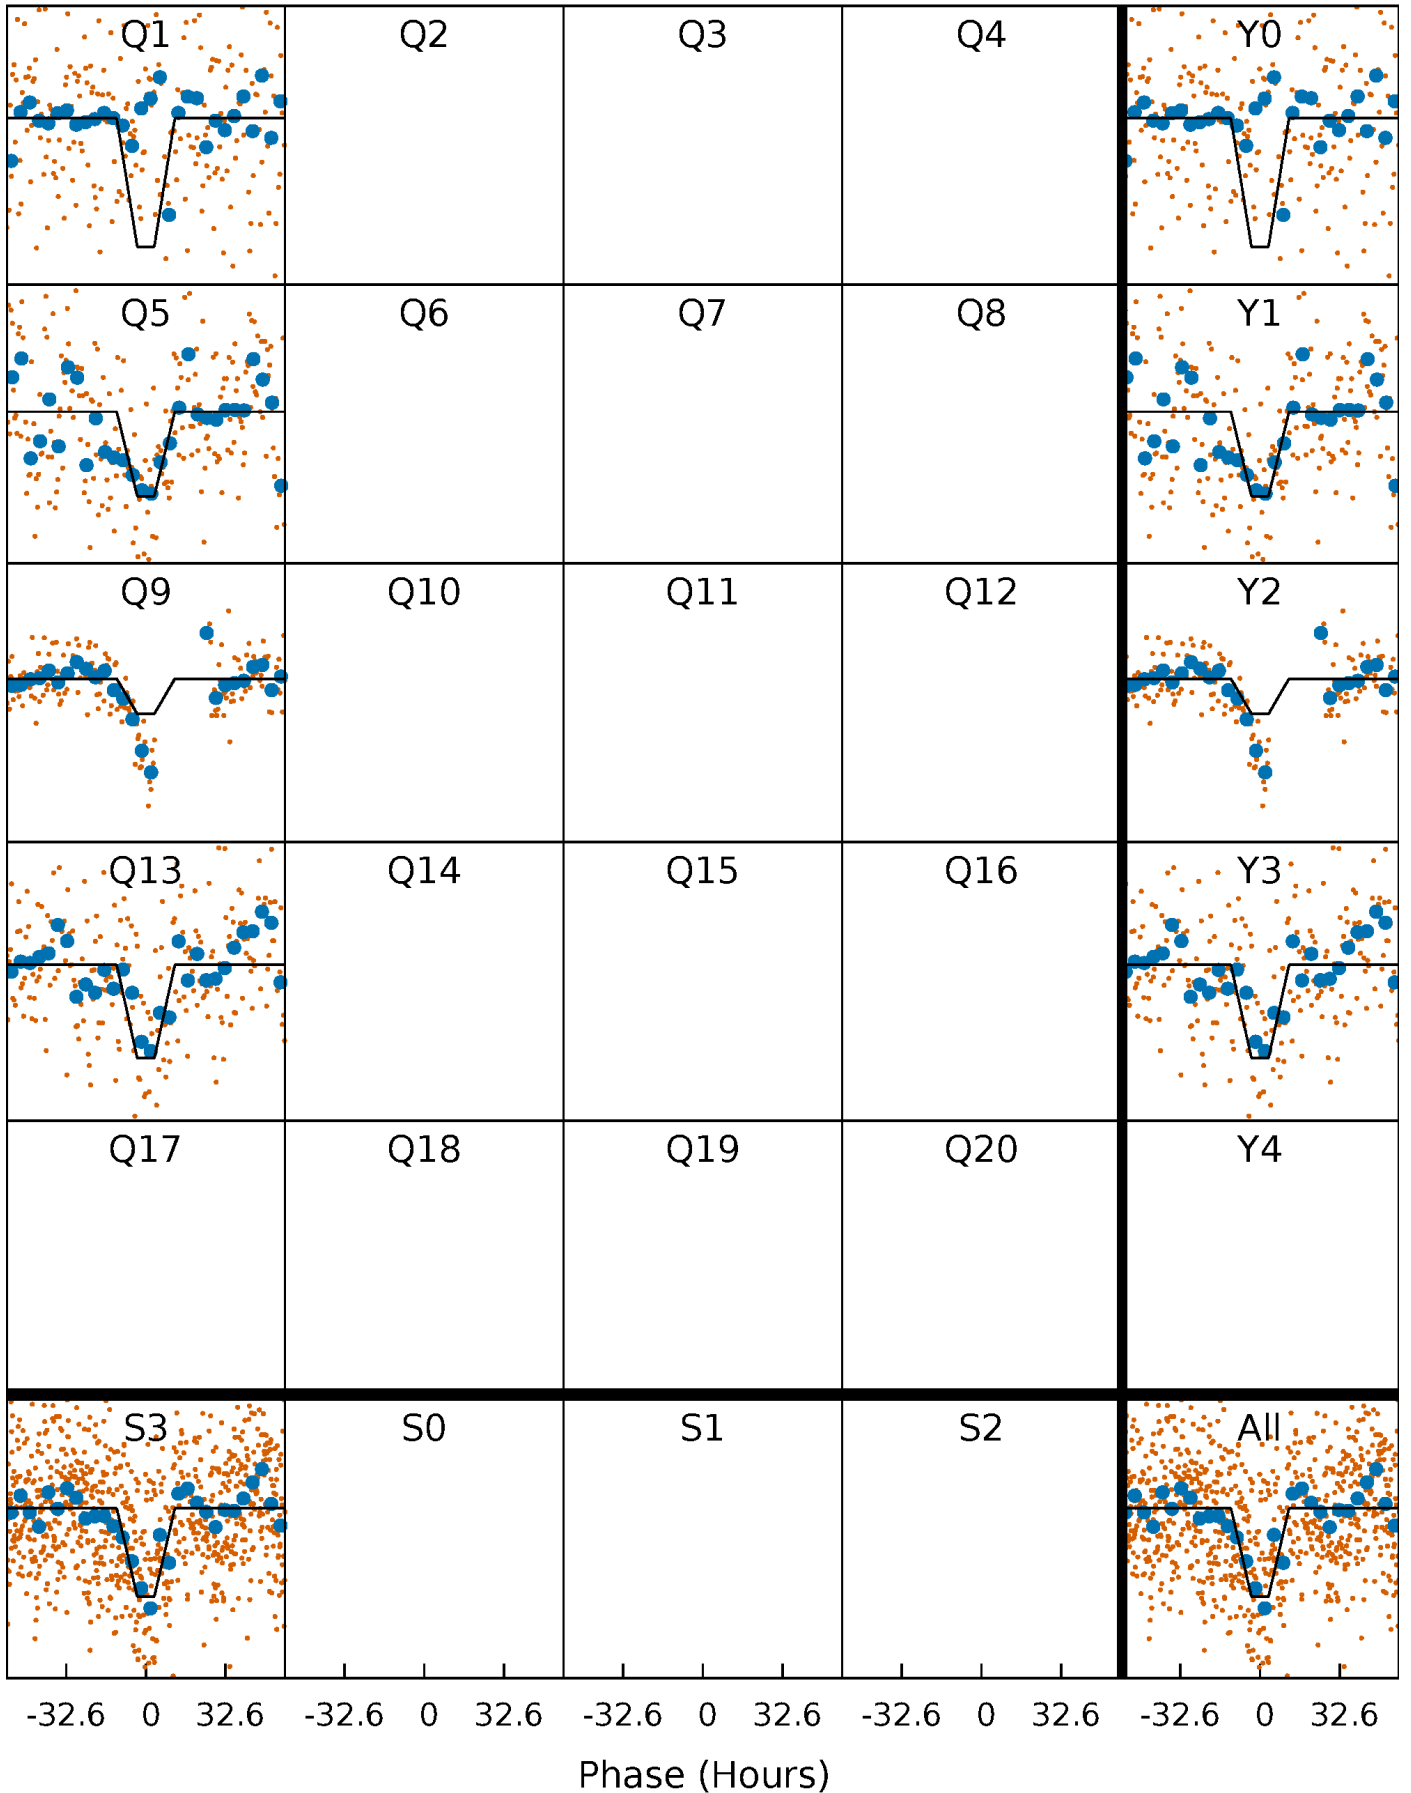 Q1 Q2 Q3 Q4 Y0
Q5 Q6 Q7 Q8 Y1
Q9 Q10 Q11 Q12 Y2
Q13 Q14 Q15 Q16 Y3
Q17 Q18 Q19 Q20 Y4
S3 S0 S1 S2 All
-32.6 0 32.6 -32.6 0 32.6 -32.6 0 32.6 -32.6 0 32.6 -32.6 0 32.6
Phase (Hours)